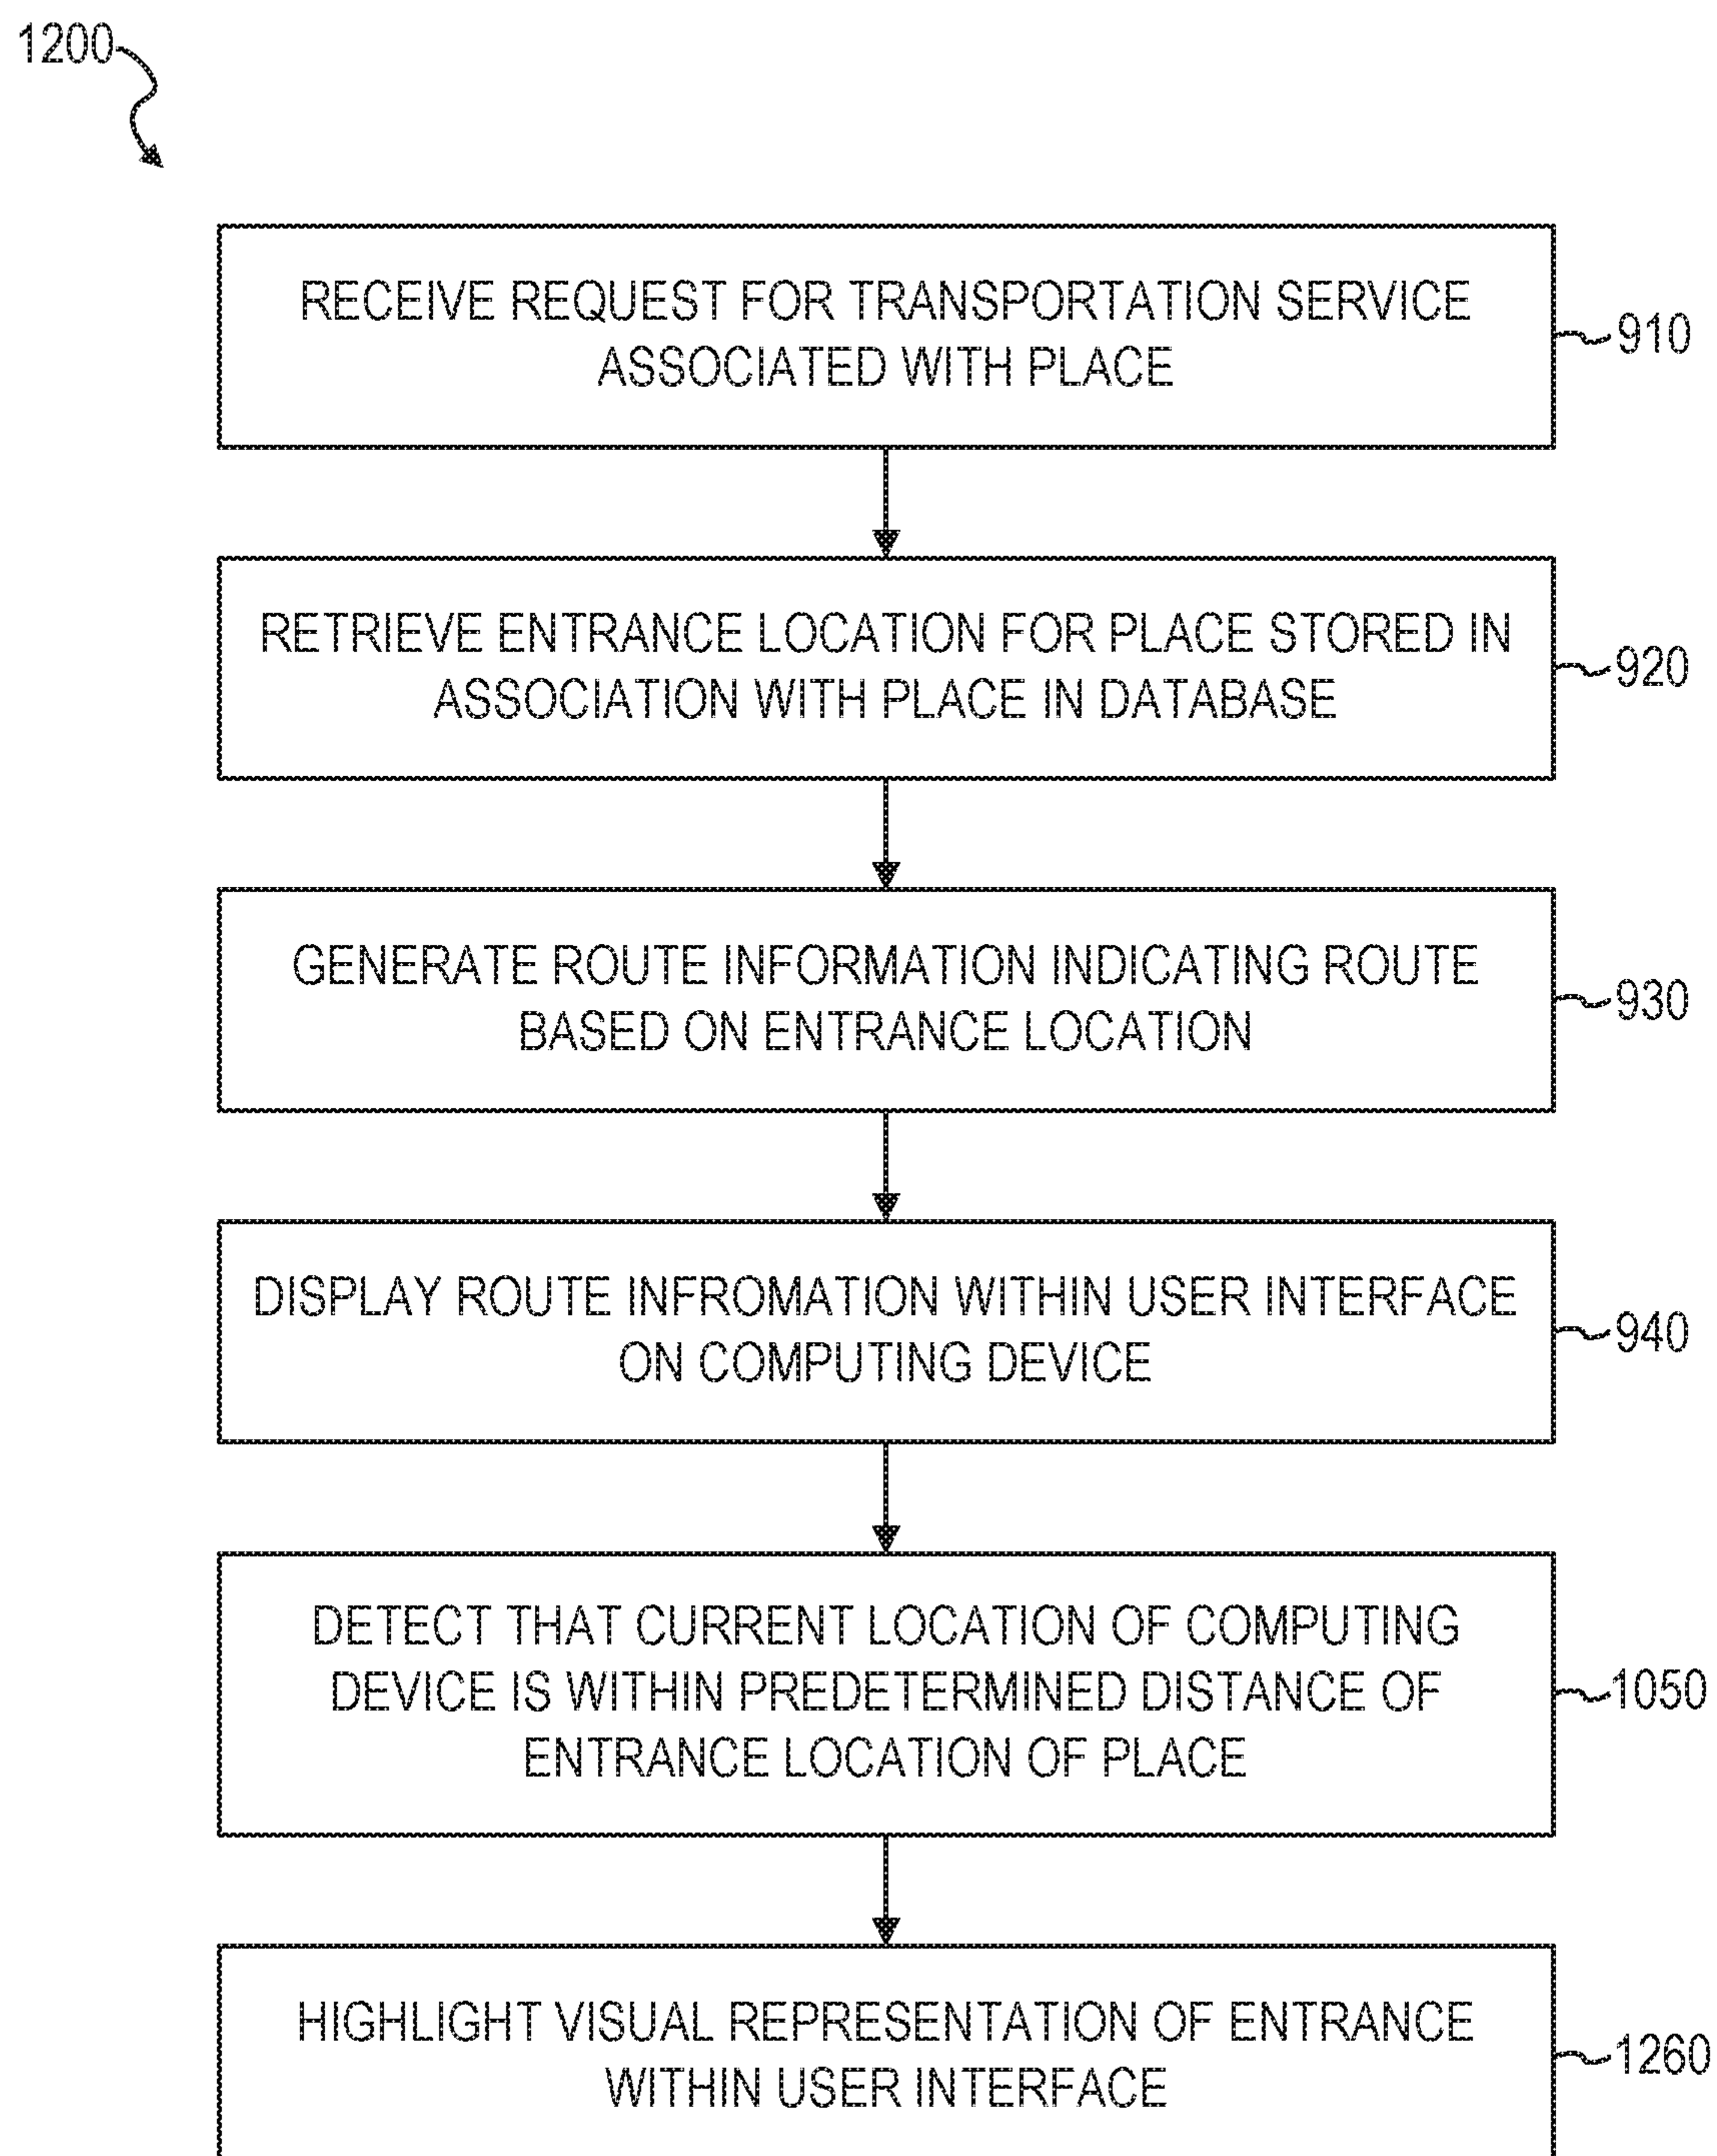 1200
RECEIVE REQUEST FOR TRANSPORTATION SERVICE
ASSOCIATED WITH PLACE
910
RETRIEVE ENTRANCE LOCATION FOR PLACE STORED IN
ASSOCIATION WITH PLACE IN DATABASE
920
GENERATE ROUTE INFORMATION INDICATING ROUTE
BASED ON ENTRANCE LOCATION
930
DISPLAY ROUTE INFROMATION WITHIN USER INTERFACE
ON COMPUTING DEVICE
940
DETECT THAT CURRENT LOCATION OF COMPUTING
DEVICE IS WITHIN PREDETERMINED DISTANCE OF
ENTRANCE LOCATION OF PLACE
1050
HIGHLIGHT VISUAL REPRESENTATION OF ENTRANCE
WITHIN USER INTERFACE
1260